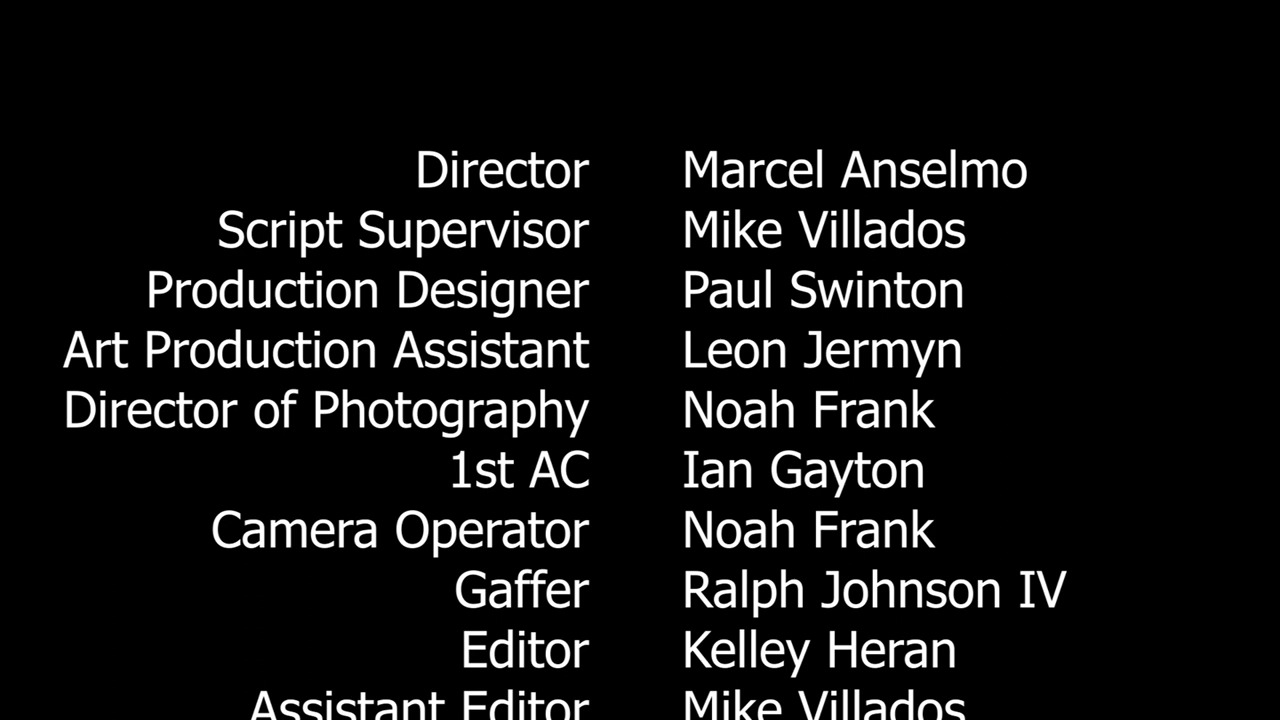 Director Marcel Anselmo
Script Supervisor Mike Villados
Production Designer Paul Swinton
Art Production Assistant Leon Jermyn
Director of Photography Noah Frank
1st AC Ian Gayton
Camera Operator Noah Frank
Gaffer Ralph Johnson IV
Editor Kelley Heran
Assistant Editor Mike Villados